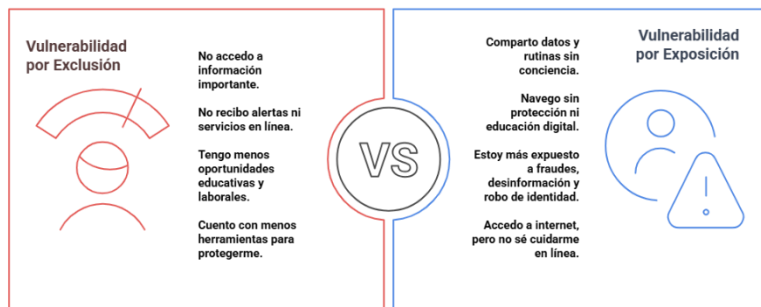 Vulnerabilidad
por Exclusión
No accedo a
información
importante.
No recibo alertas ni
servicios en línea.
Tengo menos
oportunidades
educativas y
laborales.
Cuento con menos
herramientas para
protegerme.
VS
Vulnerabilidad
por Exposición
Comparto datos y
rutinas sin
conciencia.
Navego sin
protección ni
educación digital.
Estoy más expuesto
a fraudes,
desinformación y
robo de identidad.
Accedo a internet,
pero no sé cuidarme
en línea.